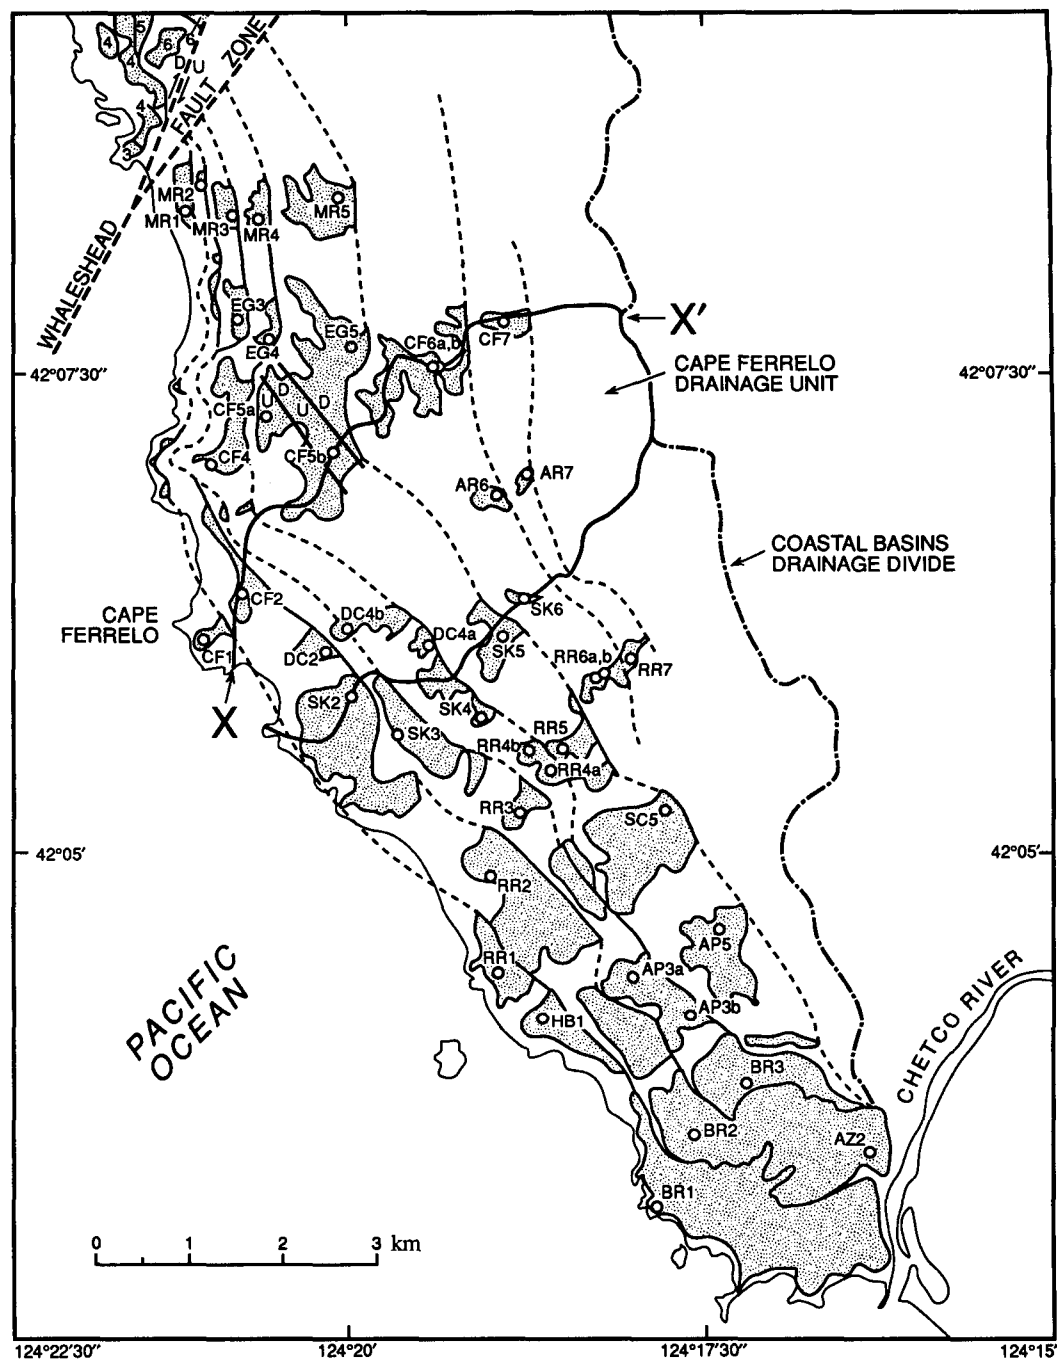 5
4
6
6
4
D
U
ZONE
FAULT
4
3
MR2
MR1
MR3
MR4
MR5
WHALESHEAD
EG3
EG4
EG5
CF6a,b
CF7
X'
CAPE FERRELO
DRAINAGE UNIT
42°07'30"
42°07'30"
D
U
U
D
CF5a
CF5b
CF4
AR6
AR7
COASTAL BASINS
DRAINAGE DIVIDE
CF2
CAPE
FERRELO
CF1
DC4b
DC4a
DC2
SK6
SK5
RR6a,b
RR7
X
SK2
SK4
SK3
RR5
RR4b
RR4a
RR3
SC5
42°05'
42°05'
RR2
AP5
RR1
AP3a
AP3b
HB1
PACIFIC
OCEAN
CHETCO RIVER
BR3
BR2
AZ2
BR1
0 1 2 3 km
124°22'30"
124°20'
124°17'30"
124°15'